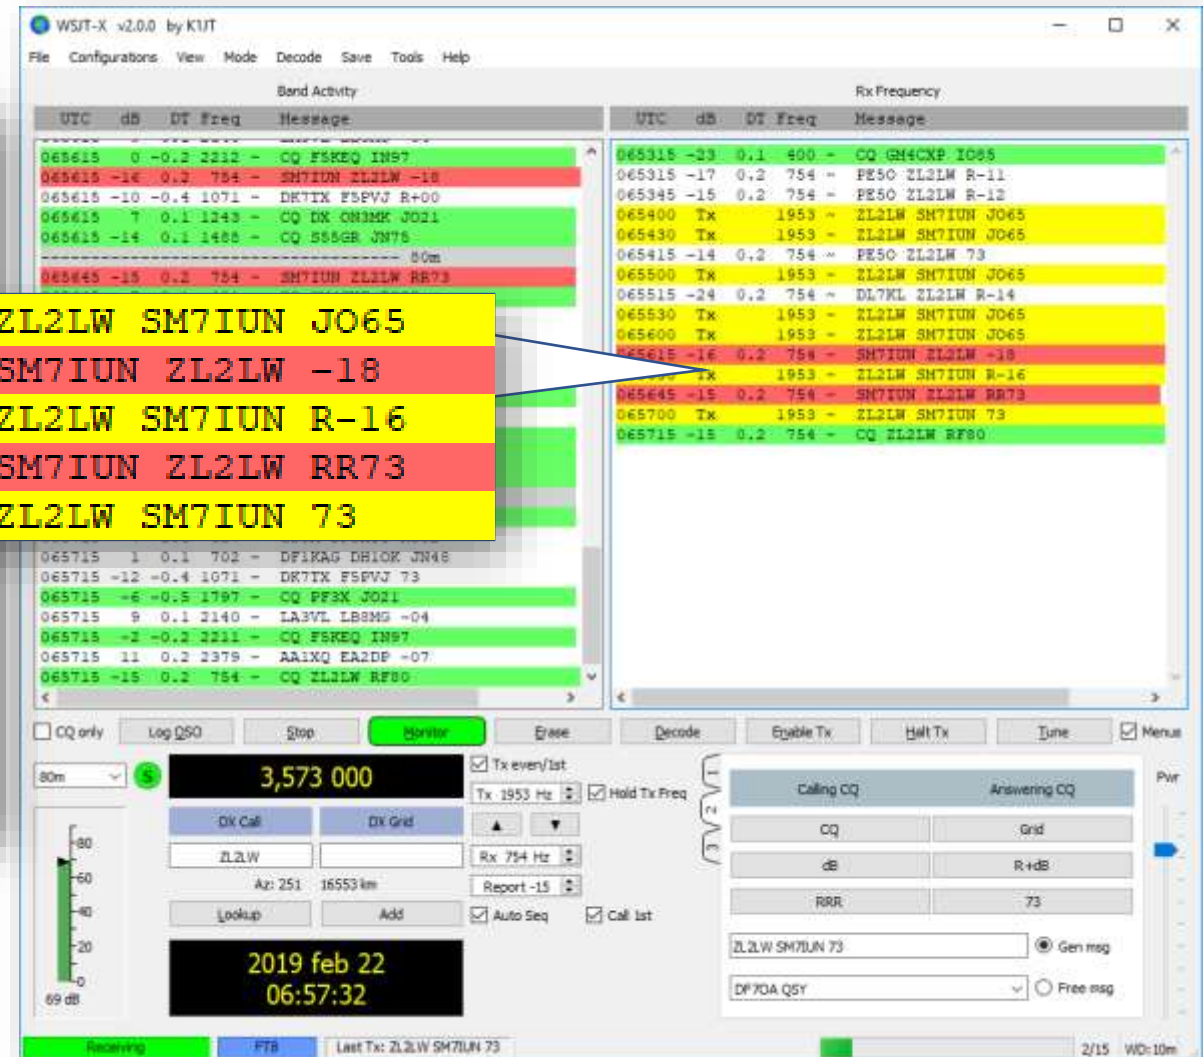 WSJT-X v2.0.0 by K1JT
File Configurations View Mode Decode Save Tools Help
Band Activity
UTC dB DT Freq Message
065615 0 -0.2 2212 ~ CQ F5KEQ IN97
065615 -16 0.2 754 ~ SM7IUN ZL2LW -18
065615 -10 -0.4 1071 ~ DK7TX F5PVJ R+00
065615 7 0.1 1243 ~ CQ DX ON3MK JO21
065615 -14 0.1 1488 ~ CQ S55GR JN75
------------------------------------ 80m
065645 -15 0.2 754 ~ SM7IUN ZL2LW RR73
ZL2LW SM7IUN JO65
SM7IUN ZL2LW -18
ZL2LW SM7IUN R-16
SM7IUN ZL2LW RR73
ZL2LW SM7IUN 73
065715 1 0.1 702 ~ DF1KAG DH1OK JN48
065715 -12 -0.4 1071 ~ DK7TX F5PVJ 73
065715 -6 -0.5 1797 ~ CQ PF3X JO21
065715 9 0.1 2140 ~ LA3VL LB8MG -04
065715 -2 -0.2 2211 ~ CQ F5KEQ IN97
065715 11 0.2 2379 ~ AA1XQ EA2DP -07
065715 -15 0.2 754 ~ CQ ZL2LW RF80
Rx Frequency
UTC dB DT Freq Message
065315 -23 0.1 400 ~ CQ GM4CXP IO85
065315 -17 0.2 754 ~ PE5O ZL2LW R-11
065345 -15 0.2 754 ~ PE5O ZL2LW R-12
065400 Tx 1953 ~ ZL2LW SM7IUN JO65
065430 Tx 1953 ~ ZL2LW SM7IUN JO65
065415 -14 0.2 754 ~ PE5O ZL2LW 73
065500 Tx 1953 ~ ZL2LW SM7IUN JO65
065515 -24 0.2 754 ~ DL7KL ZL2LW R-14
065530 Tx 1953 ~ ZL2LW SM7IUN JO65
065600 Tx 1953 ~ ZL2LW SM7IUN JO65
065615 -16 0.2 754 ~ SM7IUN ZL2LW -18
Tx 1953 ~ ZL2LW SM7IUN R-16
065645 -15 0.2 754 ~ SM7IUN ZL2LW RR73
065700 Tx 1953 ~ ZL2LW SM7IUN 73
065715 -15 0.2 754 ~ CQ ZL2LW RF80
CQ only Log QSO Stop Monitor Erase Decode Enable Tx Halt Tx Tune Menus
80m S 3,573 000
Tx even/1st
Tx 1953 Hz Hold Tx Freq
DX Call DX Grid
ZL2LW
Rx 754 Hz
Az: 251 16553 km
Report -15
Lookup Add
Auto Seq Call 1st
2019 feb 22
06:57:32
80
60
40
20
0
69 dB
1
2
3
Calling CQ Answering CQ
CQ Grid
dB R+dB
RRR 73
ZL2LW SM7IUN 73 Gen msg
DF7OA QSY Free msg
Pwr
Receiving FT8 Last Tx: ZL2LW SM7IUN 73 2/15 WD:10m